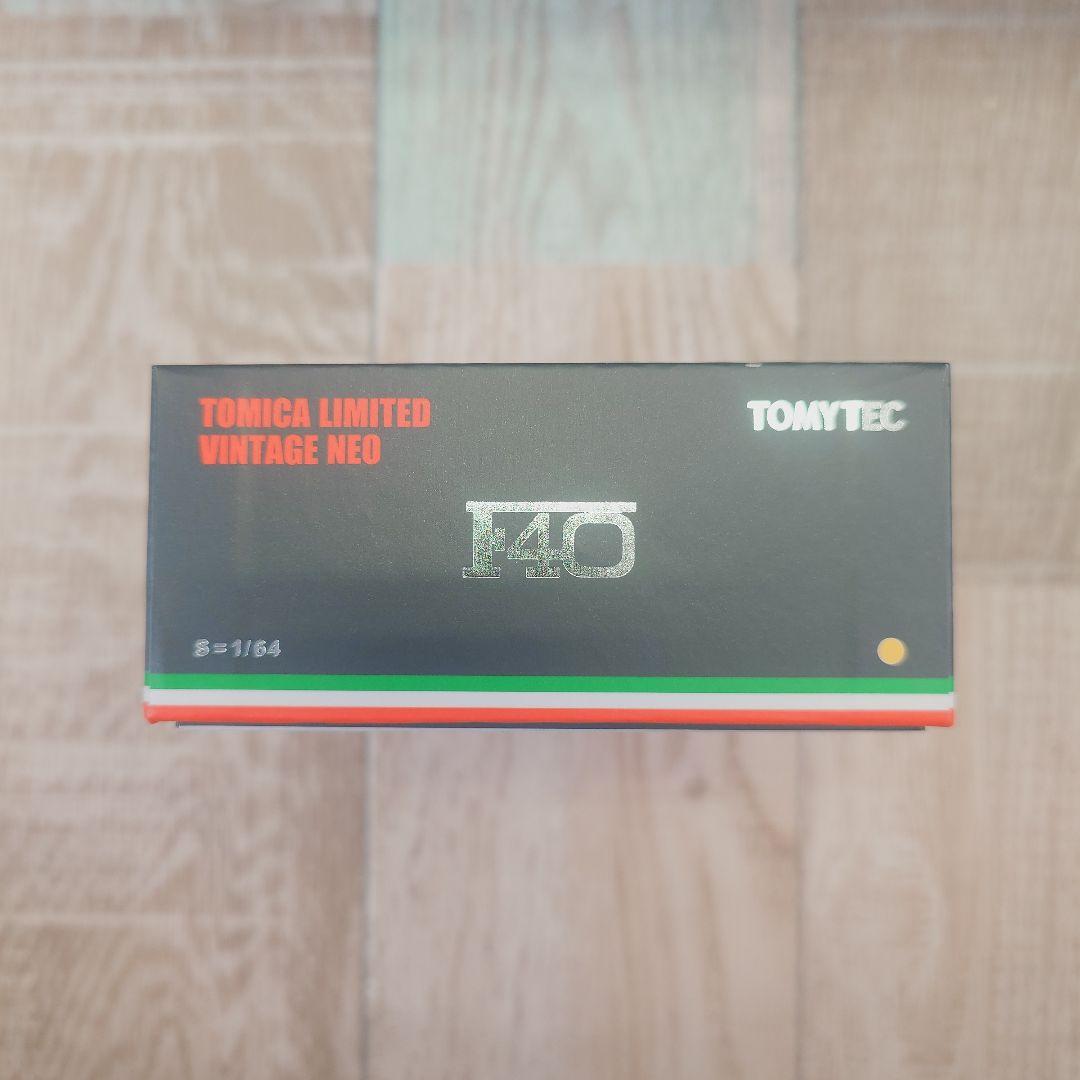 TOMICA LIMITED
VINTAGE NEO
TOMYTEC
F40
S=1/64